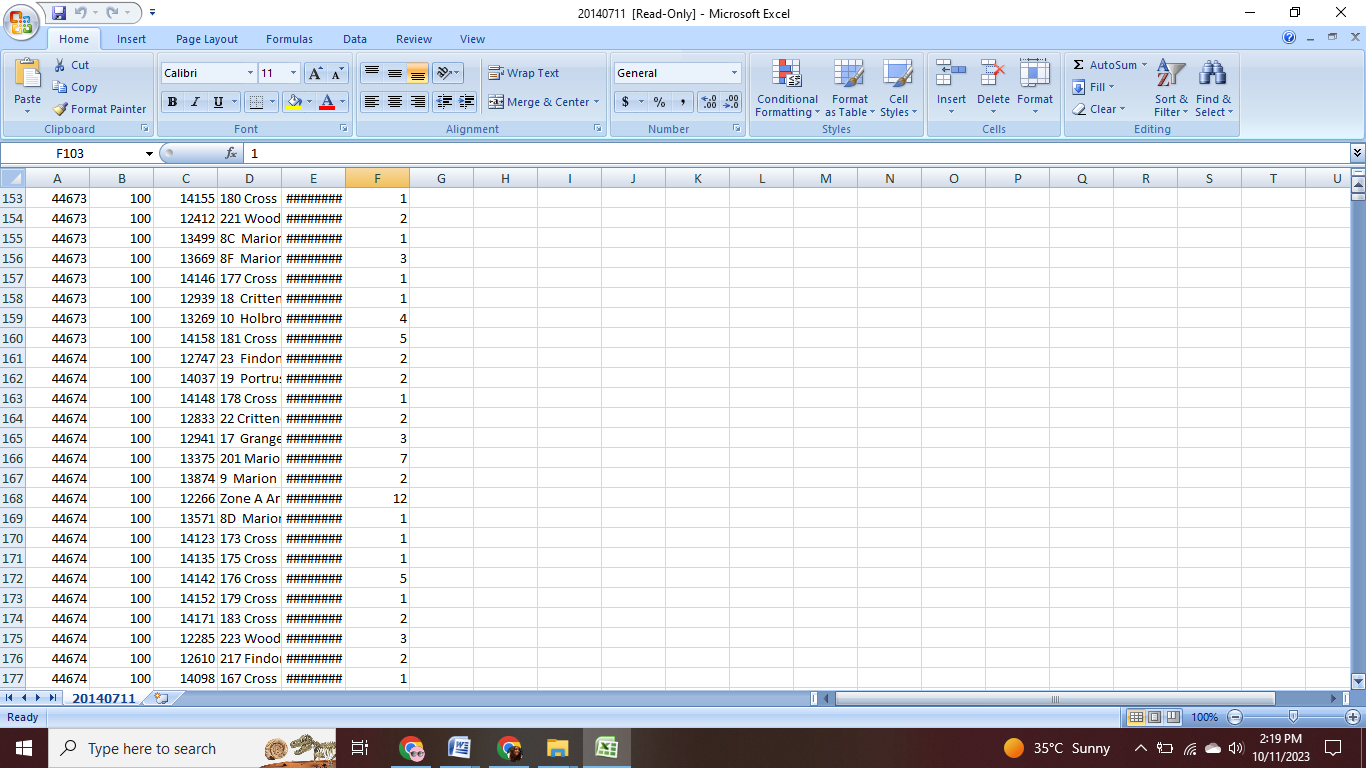 20140711 [Read-Only] - Microsoft Excel
Home Insert Page Layout Formulas Data Review View
Paste Cut Copy Format Painter Clipboard
Calibri 11 A A B I U A Font
Wrap Text Merge & Center Alignment
General $ % , .0 .00 .00 .0 Number
Conditional Formatting Format as Table Cell Styles Styles
Insert Delete Format Cells
Σ AutoSum Fill Clear Sort & Filter Find & Select Editing
F103 fx 1
A B C D E F G H I J K L M N O P Q R S T U
153 44673 100 14155 180 Cross ######## 1
154 44673 100 12412 221 Wood ######## 2
155 44673 100 13499 8C Marion ######## 1
156 44673 100 13669 8F Marion ######## 3
157 44673 100 14146 177 Cross ######## 1
158 44673 100 12939 18 Critten ######## 1
159 44673 100 13269 10 Holbro ######## 4
160 44673 100 14158 181 Cross ######## 5
161 44674 100 12747 23 Findon ######## 2
162 44674 100 14037 19 Portrus ######## 2
163 44674 100 14148 178 Cross ######## 1
164 44674 100 12833 22 Critten ######## 2
165 44674 100 12941 17 Grange ######## 3
166 44674 100 13375 201 Mario ######## 7
167 44674 100 13874 9 Marion ######## 2
168 44674 100 12266 Zone A Ar ######## 12
169 44674 100 13571 8D Marion ######## 1
170 44674 100 14123 173 Cross ######## 1
171 44674 100 14135 175 Cross ######## 1
172 44674 100 14142 176 Cross ######## 5
173 44674 100 14152 179 Cross ######## 1
174 44674 100 14171 183 Cross ######## 2
175 44674 100 12285 223 Wood ######## 3
176 44674 100 12610 217 Findo ######## 2
177 44674 100 14098 167 Cross ######## 1
20140711
Ready 100%
Type here to search 35°C Sunny 2:19 PM
10/11/2023